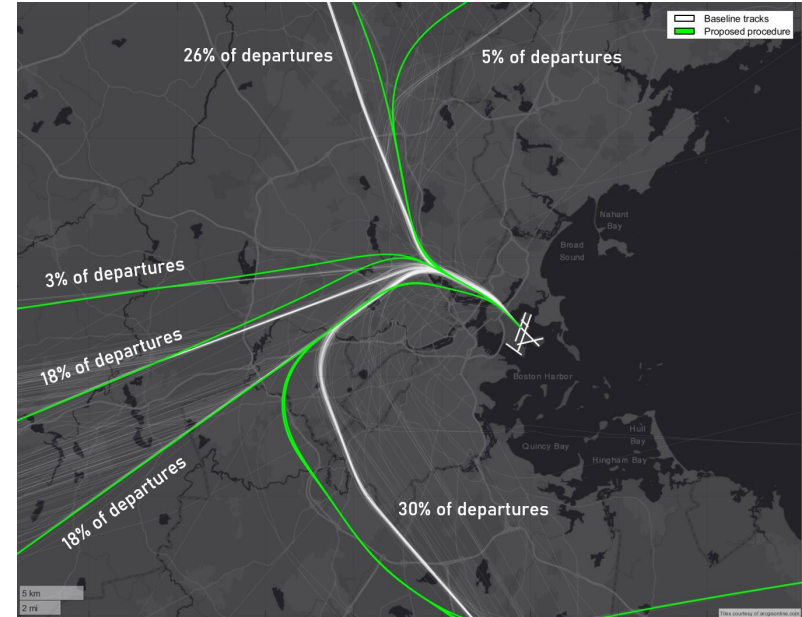 Baseline tracks
Proposed procedure
26% of departures
5% of departures
Nahant
Bay
Broad
Sound
3% of departures
18% of departures
Boston Harbor
Hull
Bay
Quincy Bay
Hingham Bay
18% of departures
30% of departures
5 km
2 mi
Tiles courtesy of arcgisonline.com